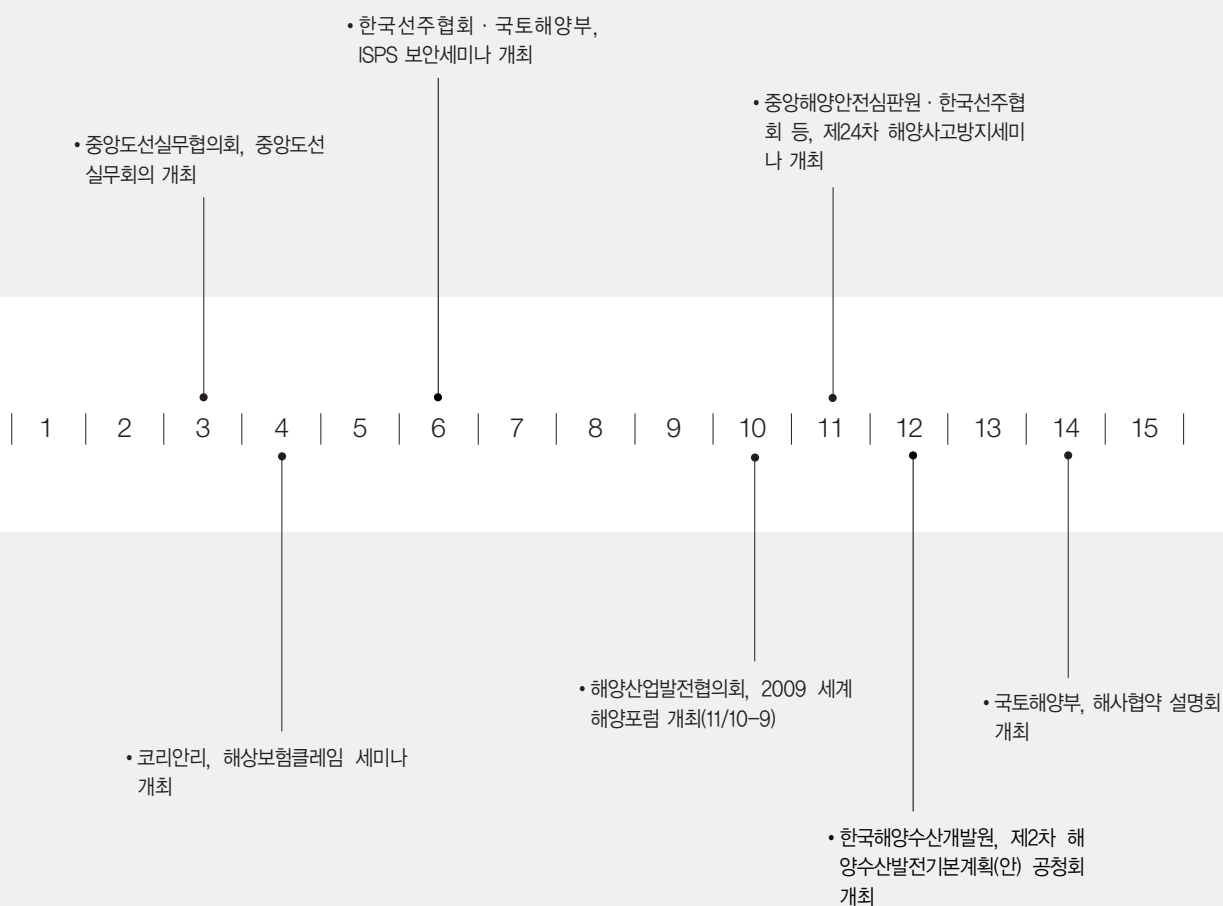 • 한국선주협회 · 국토해양부,
ISPS 보안세미나 개최
• 중앙해양안전심판원 · 한국선주협
회 등, 제24차 해양사고방지세미
나 개최
• 중앙도선실무협의회, 중앙도선
실무회의 개최
1 2 3 4 5 6 7 8 9 10 11 12 13 14 15
• 해양산업발전협의회, 2009 세계
해양포럼 개최(11/10-9)
• 국토해양부, 해사협약 설명회
개최
• 코리안리, 해상보험클레임 세미나
개최
• 한국해양수산개발원, 제2차 해
양수산발전기본계획(안) 공청회
개최